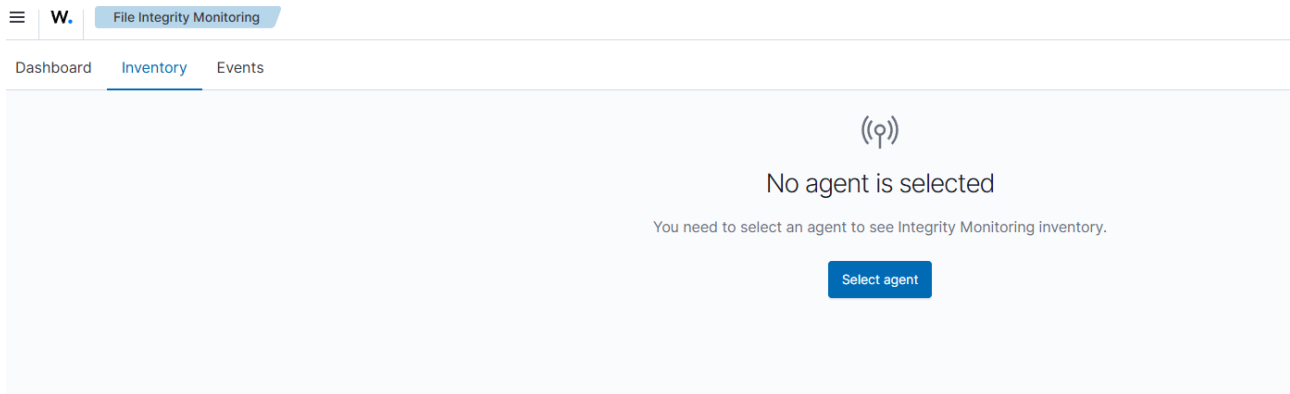 W. File Integrity Monitoring
Dashboard Inventory Events
No agent is selected
You need to select an agent to see Integrity Monitoring inventory.
Select agent